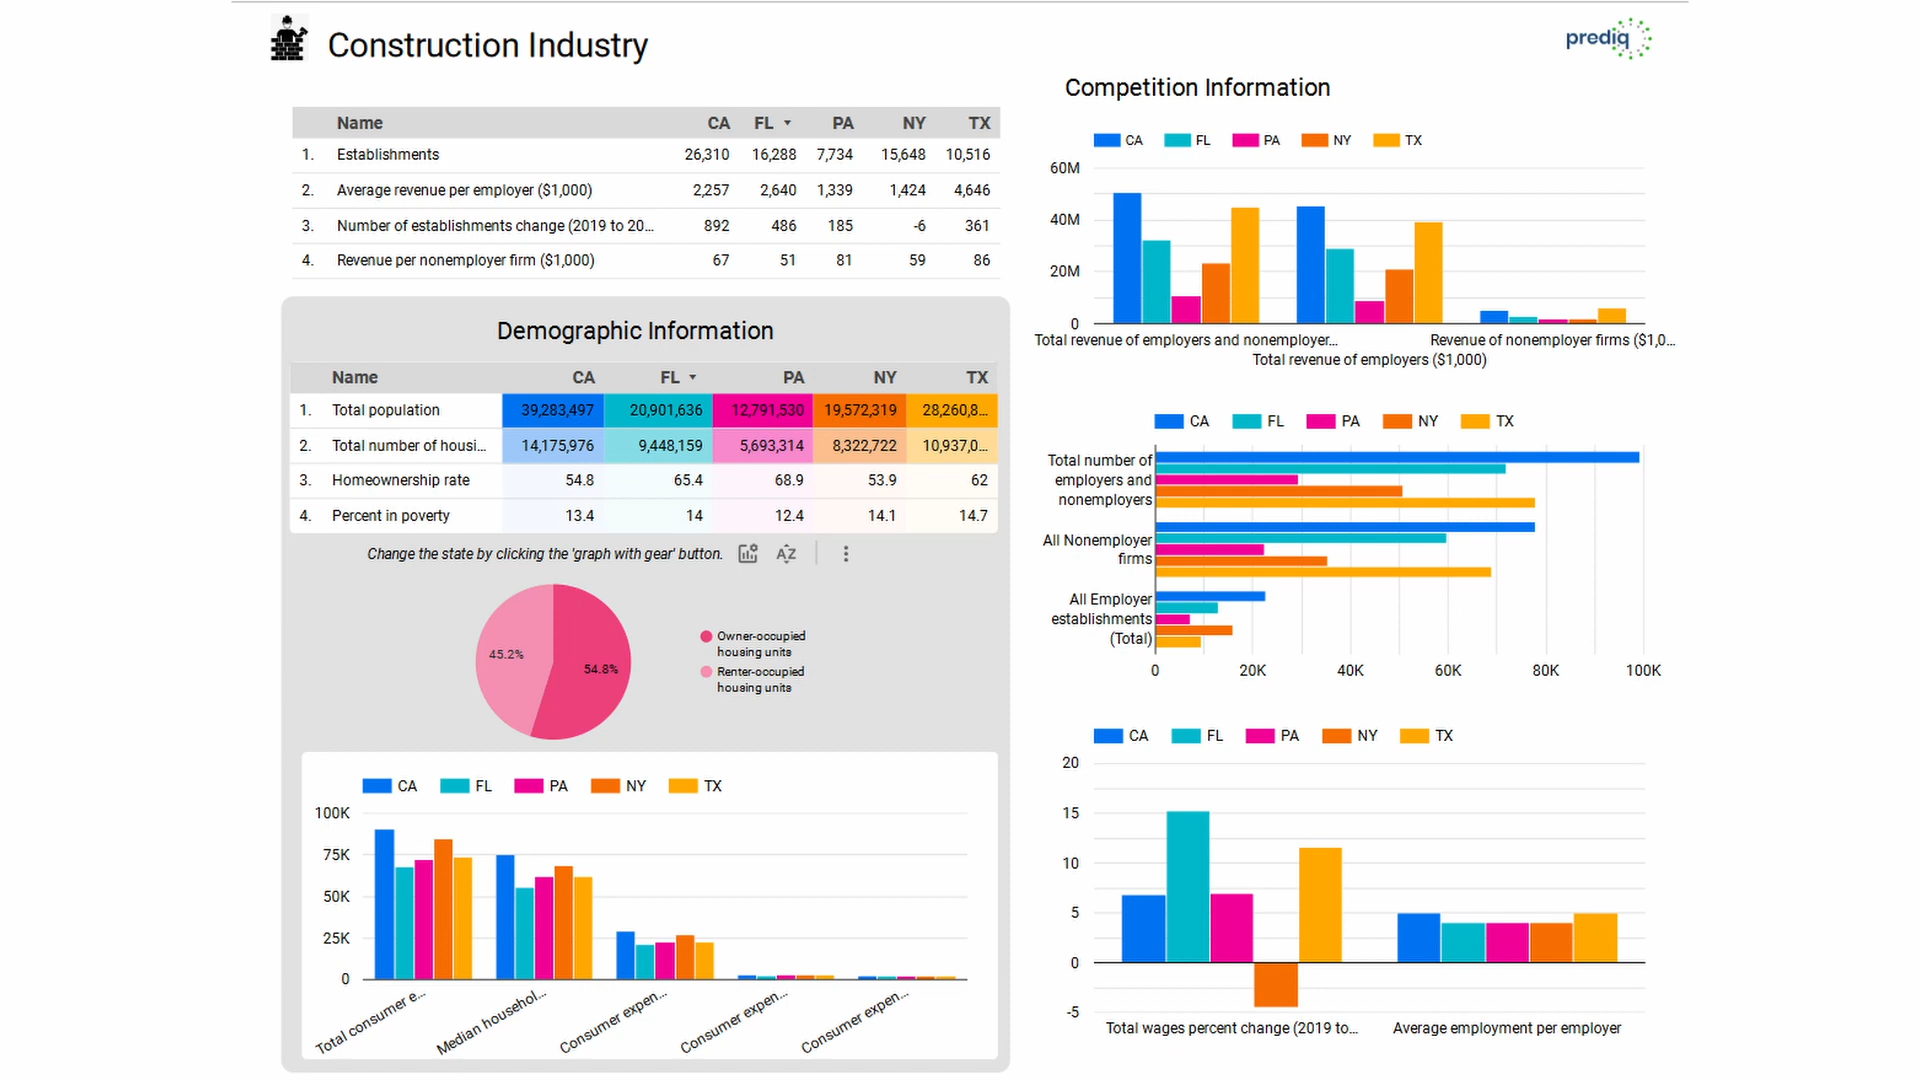 Construction Industry
prediq
Name CA FL PA NY TX
1. Establishments 26,310 16,288 7,734 15,648 10,516
2. Average revenue per employer ($1,000) 2,257 2,640 1,339 1,424 4,646
3. Number of establishments change (2019 to 20... 892 486 185 -6 361
4. Revenue per nonemployer firm ($1,000) 67 51 81 59 86
Demographic Information
Name CA FL PA NY TX
1. Total population 39,283,497 20,901,636 12,791,530 19,572,319 28,260,8...
2. Total number of housi... 14,175,976 9,448,159 5,693,314 8,322,722 10,937,0...
3. Homeownership rate 54.8 65.4 68.9 53.9 62
4. Percent in poverty 13.4 14 12.4 14.1 14.7
Change the state by clicking the 'graph with gear' button.
AZ
45.2%
54.8%
Owner-occupied
housing units
Renter-occupied
housing units
CA FL PA NY TX
100K
75K
50K
25K
0
Total consumer e...
Median househol...
Consumer expen...
Consumer expen...
Consumer expen...
Competition Information
CA FL PA NY TX
60M
40M
20M
0
Total revenue of employers and nonemployer...
Revenue of nonemployer firms ($1,0...
Total revenue of employers ($1,000)
CA FL PA NY TX
Total number of
employers and
nonemployers
All Nonemployer
firms
All Employer
establishments
(Total)
0 20K 40K 60K 80K 100K
CA FL PA NY TX
20
15
10
5
0
-5
Total wages percent change (2019 to...
Average employment per employer